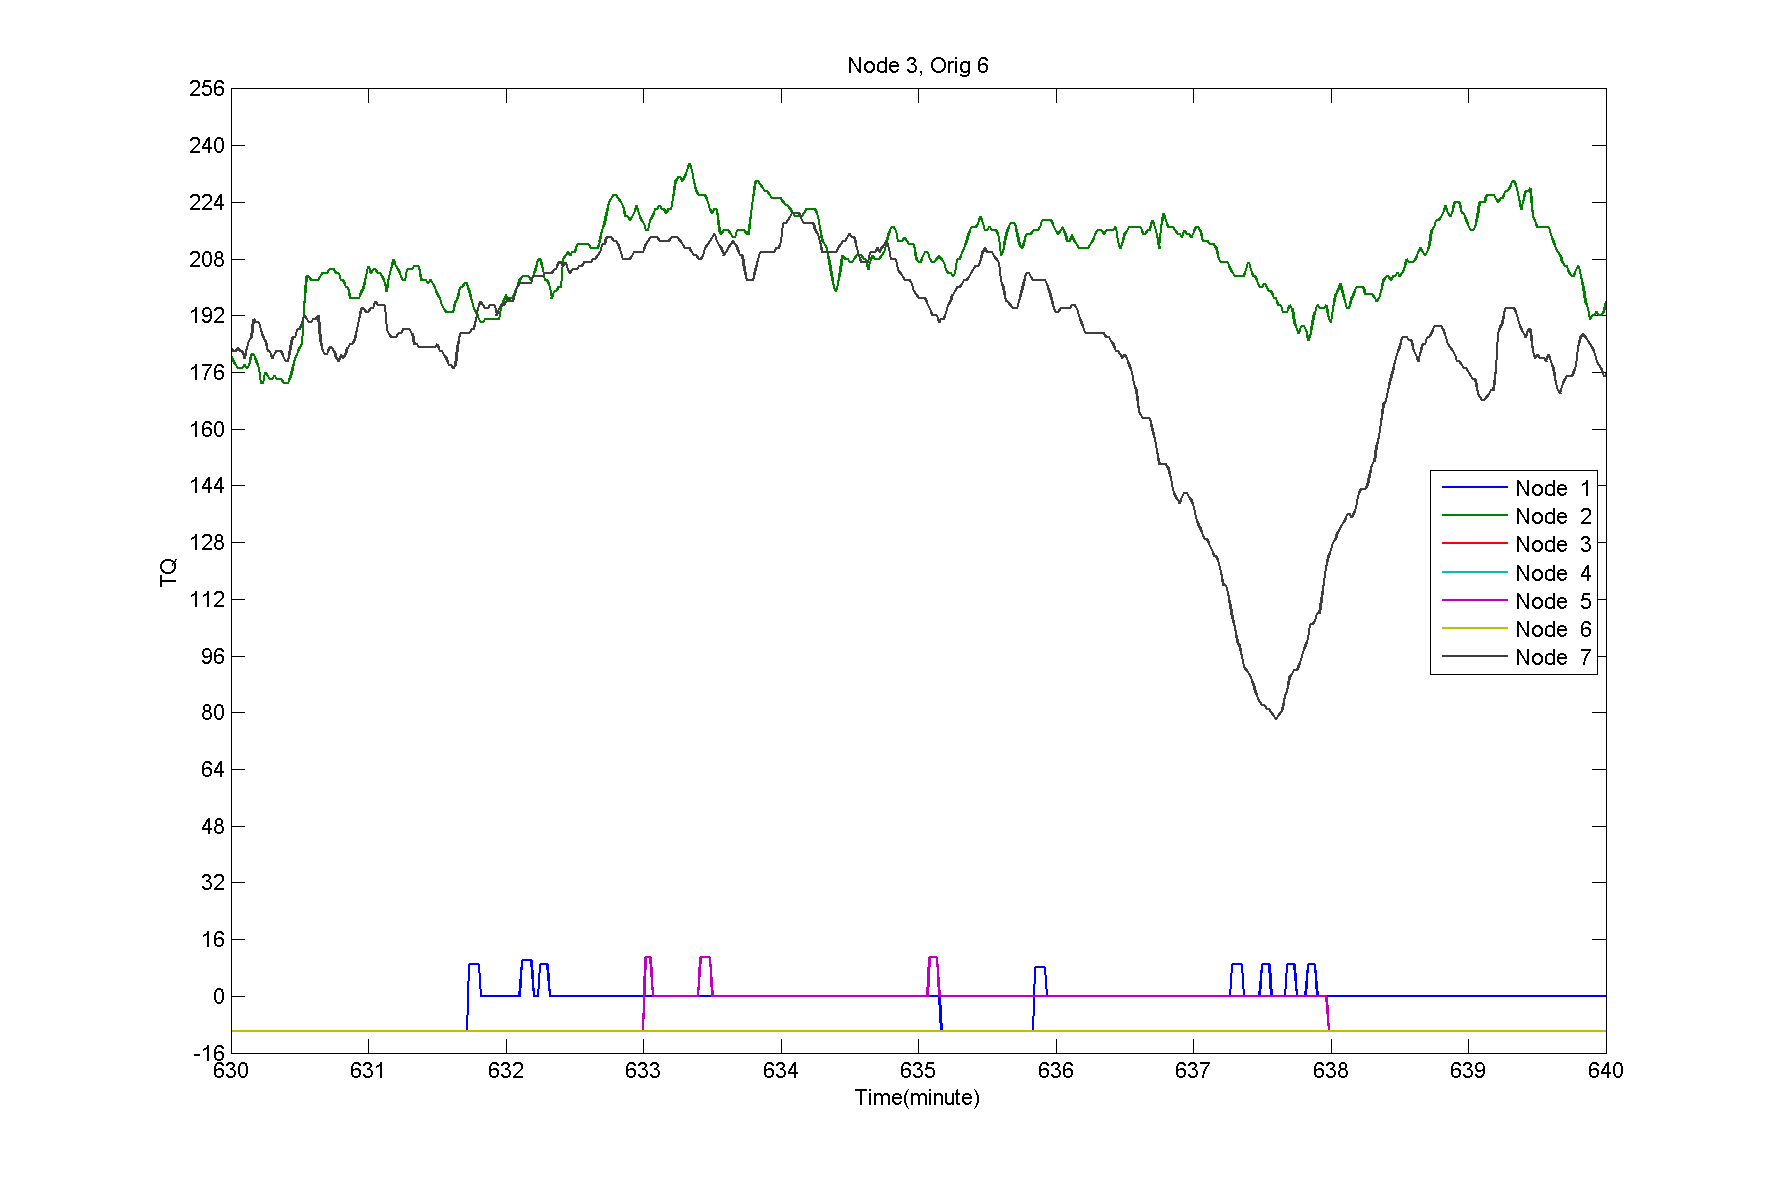 Node 3, Orig 6
256
240
224
208
192
176
160
144
128
112
96
80
64
48
32
16
0
-16
TQ
Node 1
Node 2
Node 3
Node 4
Node 5
Node 6
Node 7
630 631 632 633 634 635 636 637 638 639 640
Time(minute)